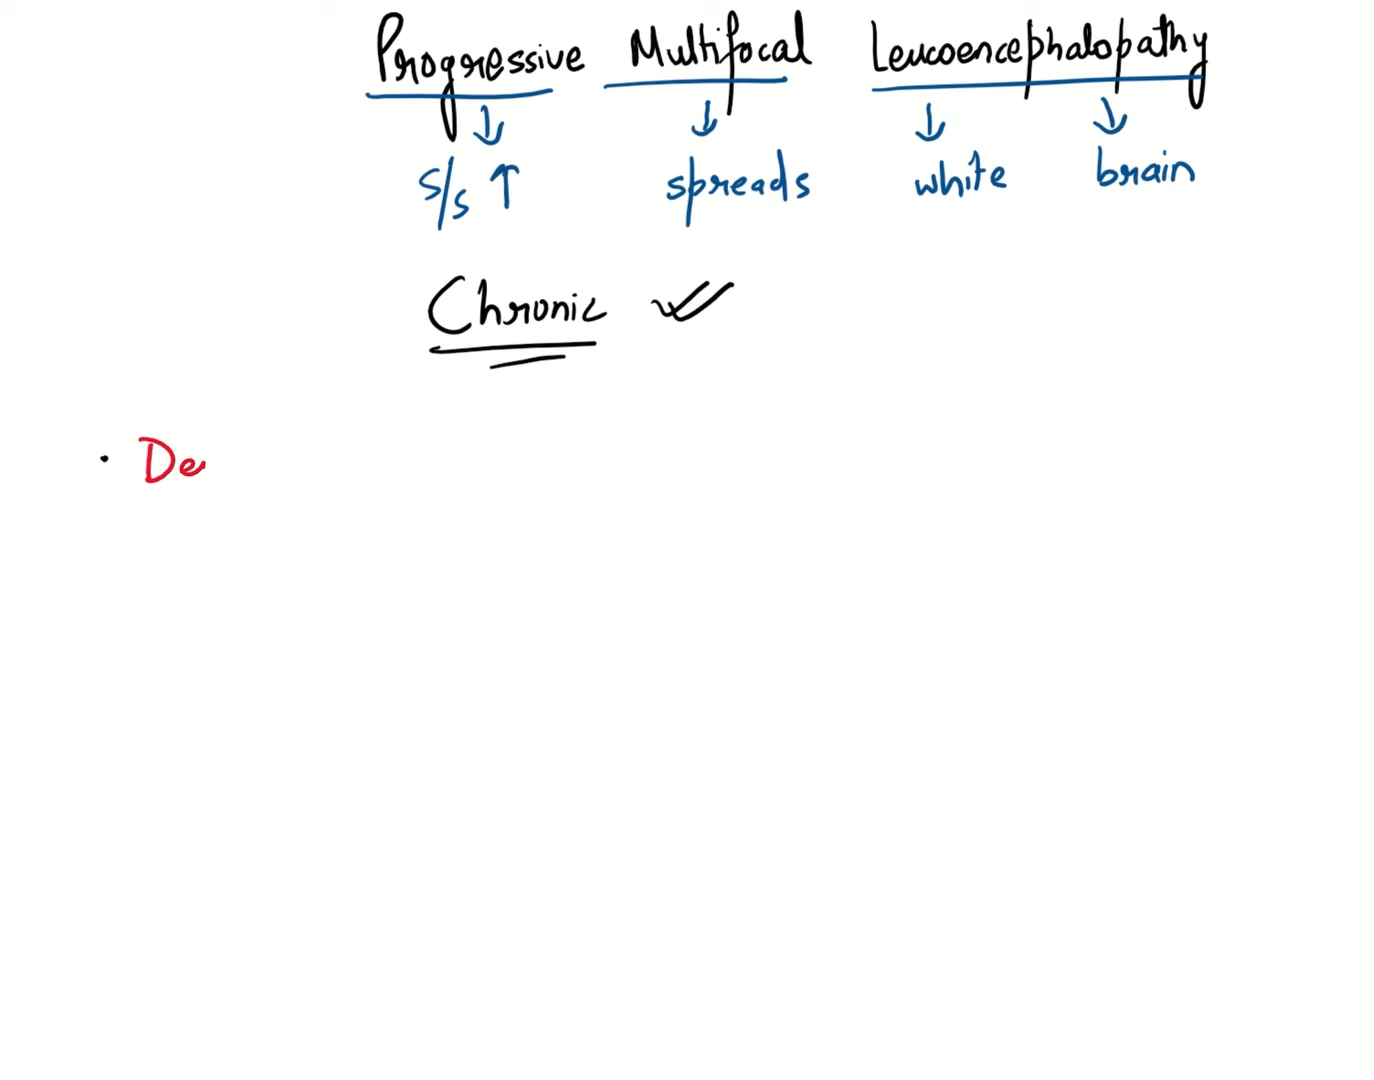 Progressive Multifocal Leucoencephalopathy
↓ ↓ ↓ ↓
s/s ↑ spreads white brain
Chronic ✓✓
• De